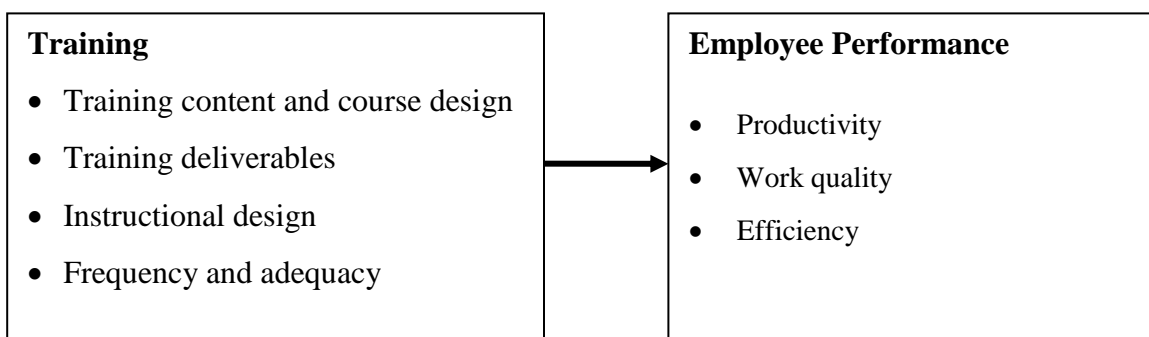 Training
• Training content and course design
• Training deliverables
• Instructional design
• Frequency and adequacy
Employee Performance
• Productivity
• Work quality
• Efficiency